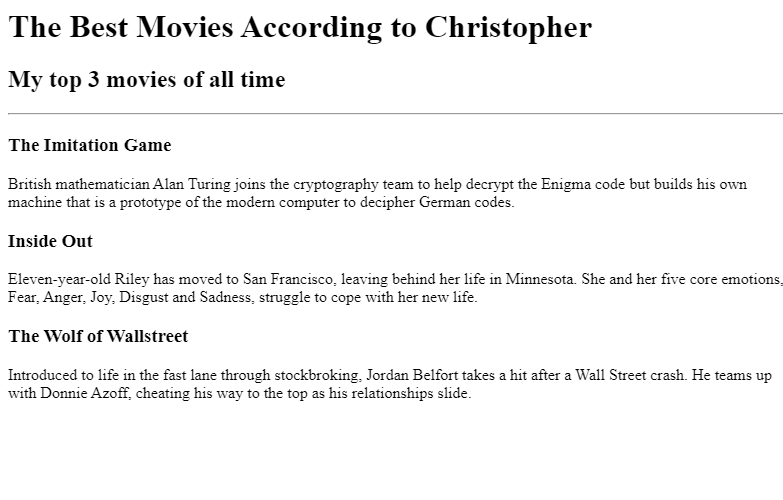 The Best Movies According to Christopher
My top 3 movies of all time
The Imitation Game
British mathematician Alan Turing joins the cryptography team to help decrypt the Enigma code but builds his own
machine that is a prototype of the modern computer to decipher German codes.
Inside Out
Eleven-year-old Riley has moved to San Francisco, leaving behind her life in Minnesota. She and her five core emotions,
Fear, Anger, Joy, Disgust and Sadness, struggle to cope with her new life.
The Wolf of Wallstreet
Introduced to life in the fast lane through stockbroking, Jordan Belfort takes a hit after a Wall Street crash. He teams up
with Donnie Azoff, cheating his way to the top as his relationships slide.